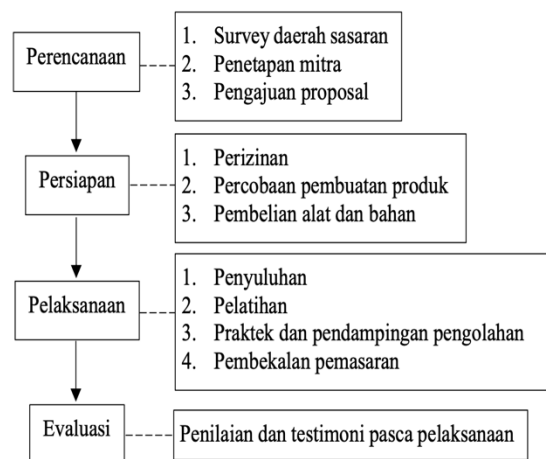 Perencanaan
1. Survey daerah sasaran
2. Penetapan mitra
3. Pengajuan proposal
Persiapan
1. Perizinan
2. Percobaan pembuatan produk
3. Pembelian alat dan bahan
Pelaksanaan
1. Penyuluhan
2. Pelatihan
3. Praktek dan pendampingan pengolahan
4. Pembekalan pemasaran
Evaluasi
Penilaian dan testimoni pasca pelaksanaan